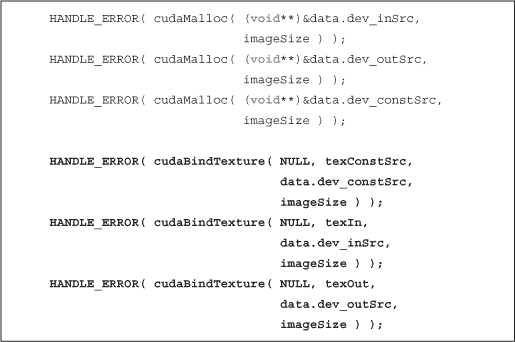 HANDLE_ERROR( cudaMalloc( (void**)&data.dev_inSrc,
imageSize ) );
HANDLE_ERROR( cudaMalloc( (void**)&data.dev_outSrc,
imageSize ) );
HANDLE_ERROR( cudaMalloc( (void**)&data.dev_constSrc,
imageSize ) );
HANDLE_ERROR( cudaBindTexture( NULL, texConstSrc,
data.dev_constSrc,
imageSize ) );
HANDLE_ERROR( cudaBindTexture( NULL, texIn,
data.dev_inSrc,
imageSize ) );
HANDLE_ERROR( cudaBindTexture( NULL, texOut,
data.dev_outSrc,
imageSize ) );